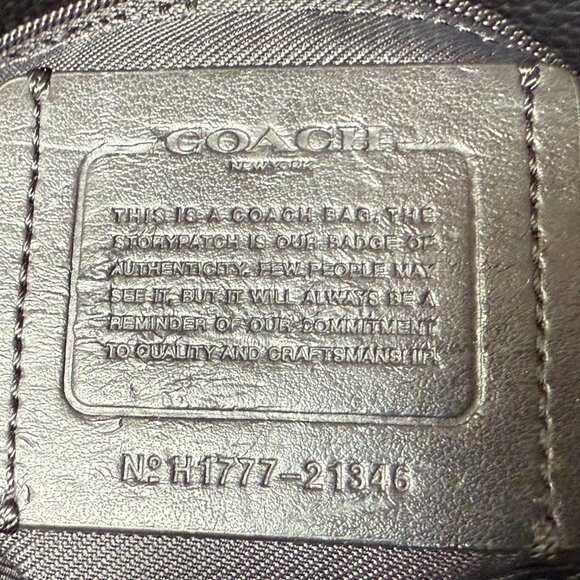 COACH
NEW YORK
THIS IS A COACH BAG. THE
STORYPATCH IS OUR BADGE OF
AUTHENTICITY. FEW PEOPLE MAY
SEE IT, BUT IT WILL ALWAYS BE A
REMINDER OF OUR COMMITMENT
TO QUALITY AND CRAFTSMANSHIP.
Nº H1777-21346